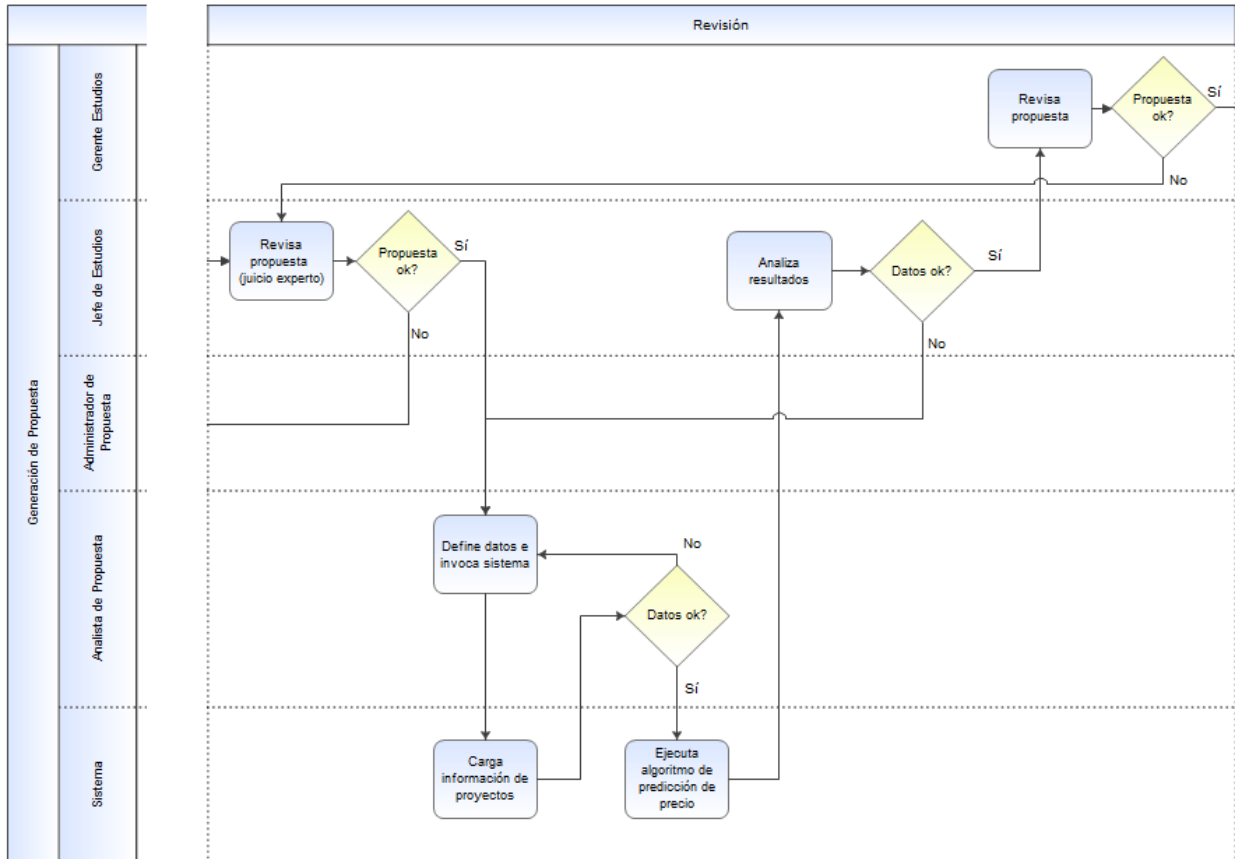 Revisión
Generación de Propuesta
Gerente Estudios
Revisa
propuesta
Propuesta
ok?
Sí
No
Jefe de Estudios
Revisa
propuesta
(juicio experto)
Propuesta
ok?
Sí
No
Analiza
resultados
Datos ok?
Sí
No
Administrador de
Propuesta
Analista de Propuesta
Define datos e
invoca sistema
No
Datos ok?
Sí
Sistema
Carga
información de
proyectos
Ejecuta
algoritmo de
predicción de
precio